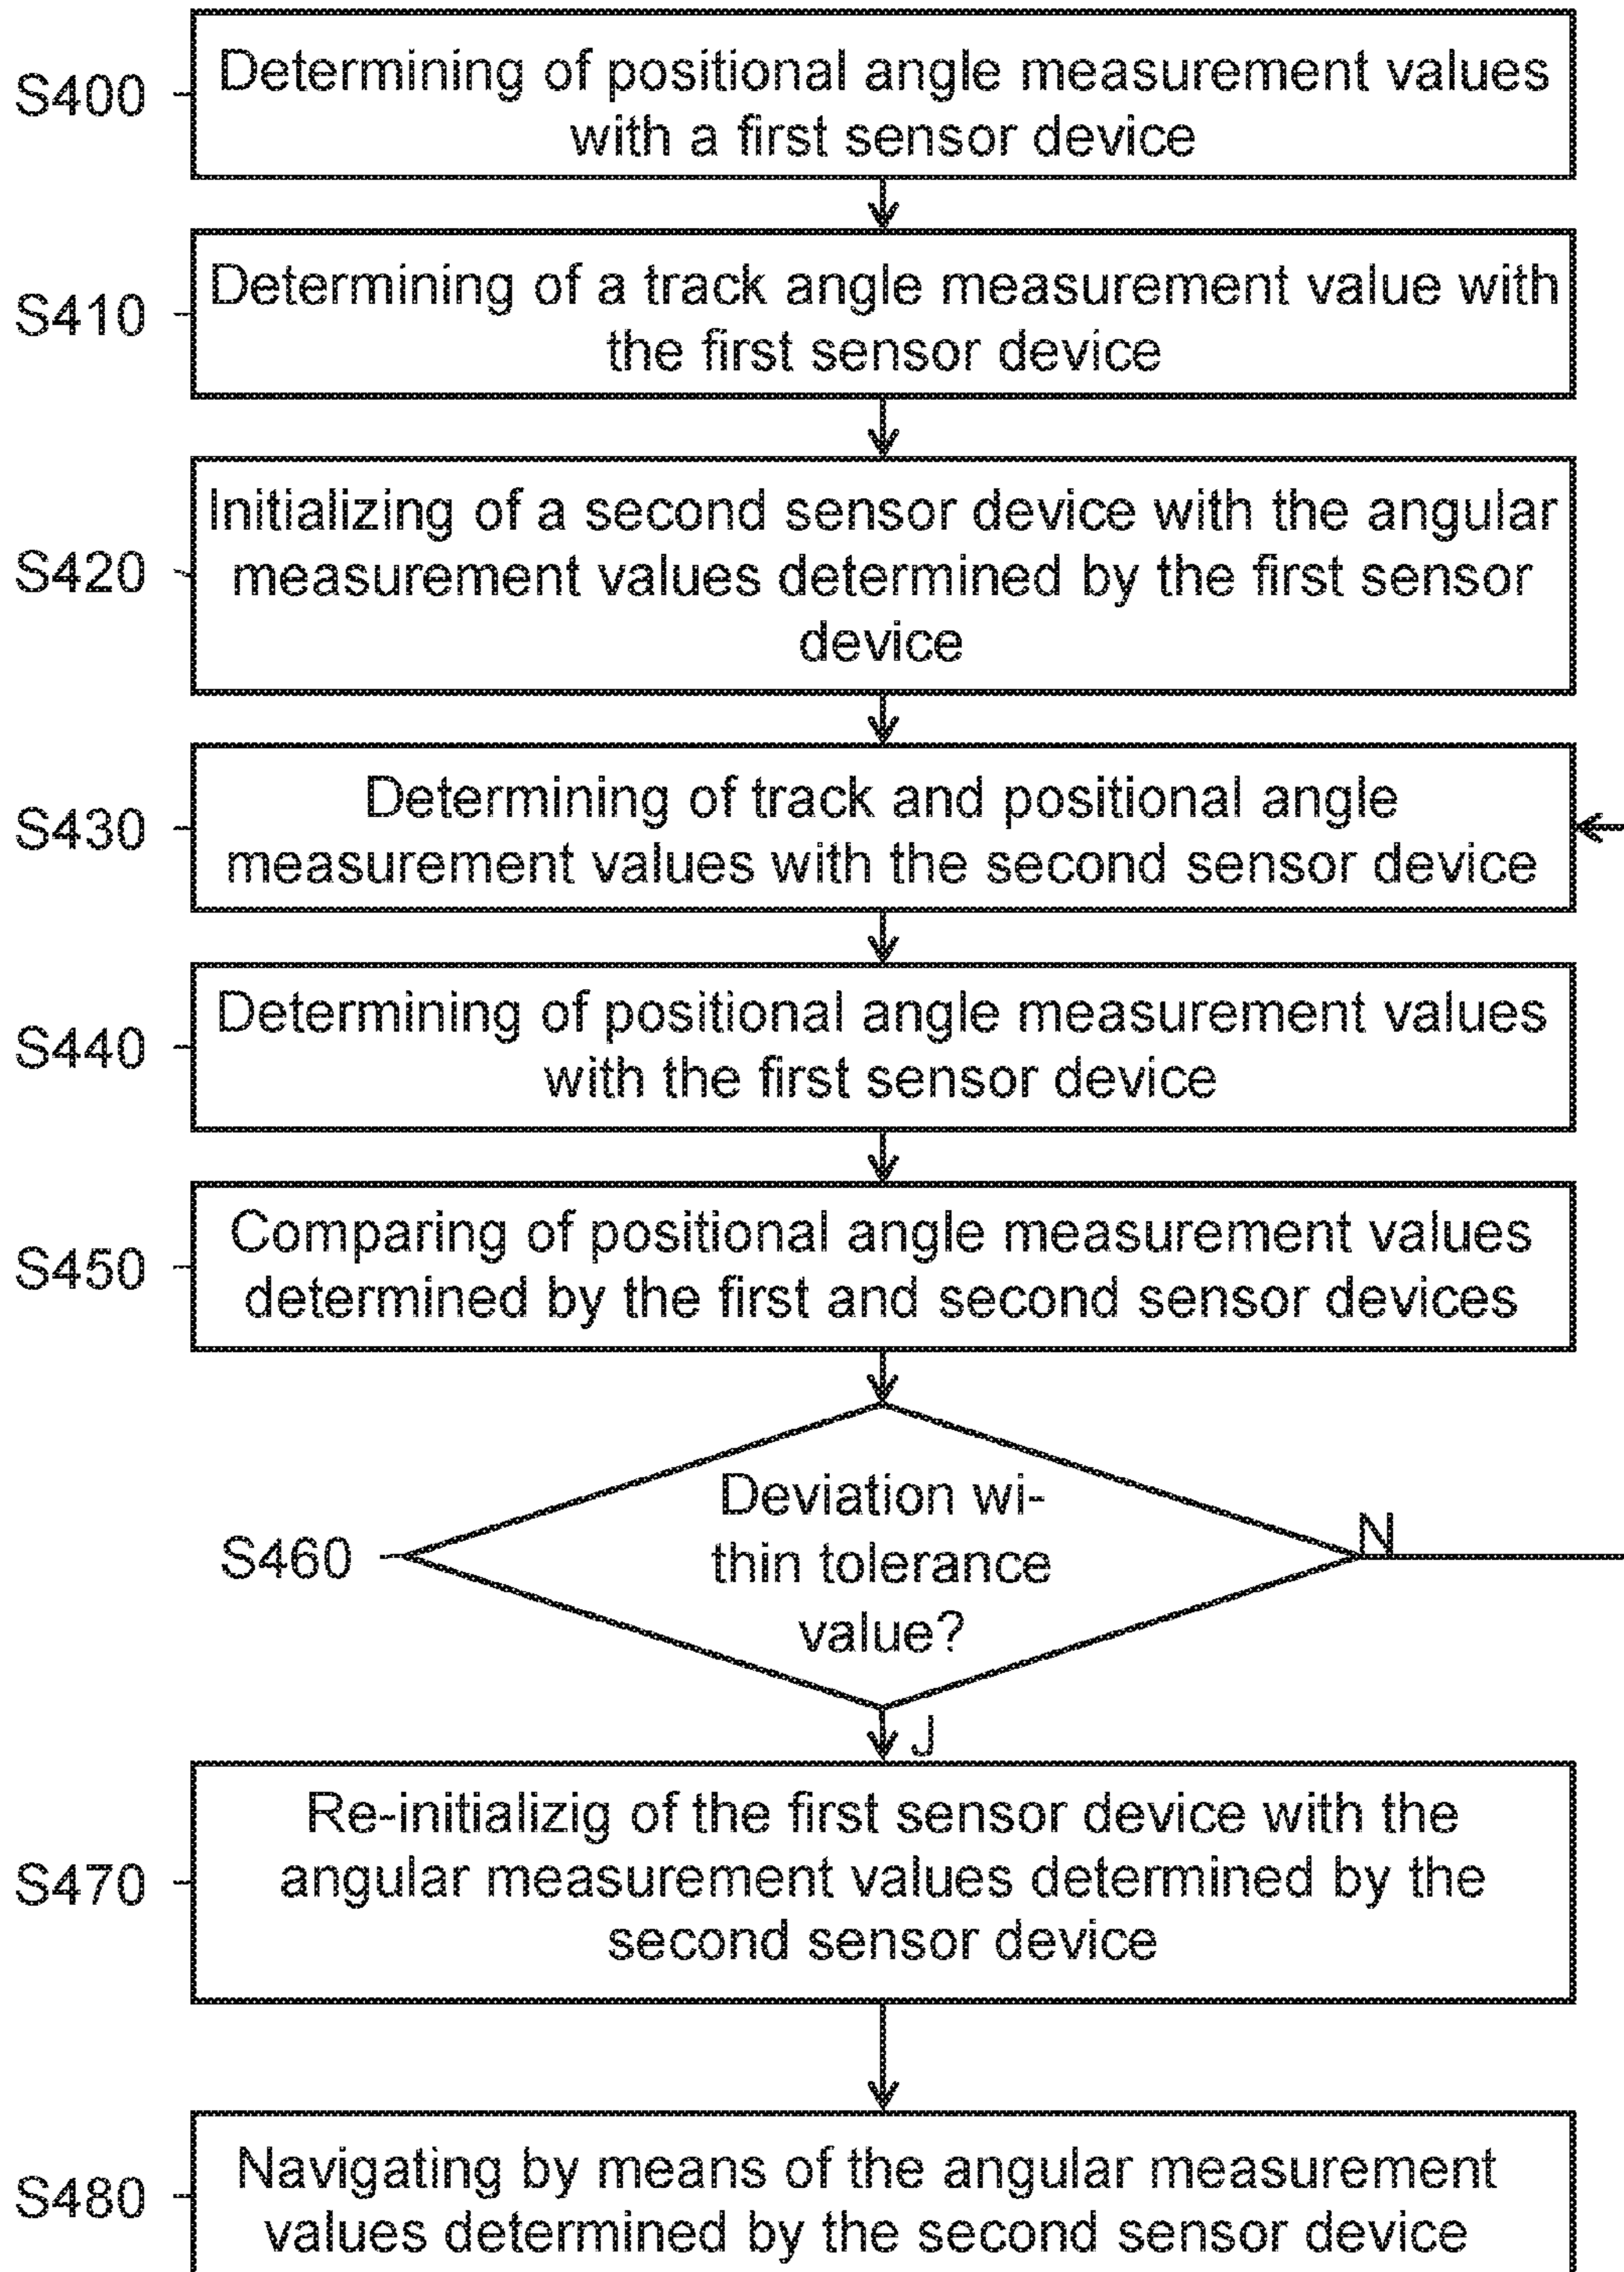 S400
Determining of positional angle measurement values
with a first sensor device
S410
Determining of a track angle measurement value with
the first sensor device
S420
Initializing of a second sensor device with the angular
measurement values determined by the first sensor
device
S430
Determining of track and positional angle
measurement values with the second sensor device
S440
Determining of positional angle measurement values
with the first sensor device
S450
Comparing of positional angle measurement values
determined by the first and second sensor devices
S460
Deviation wi-
thin tolerance
value?
N
J
S470
Re-initializig of the first sensor device with the
angular measurement values determined by the
second sensor device
S480
Navigating by means of the angular measurement
values determined by the second sensor device